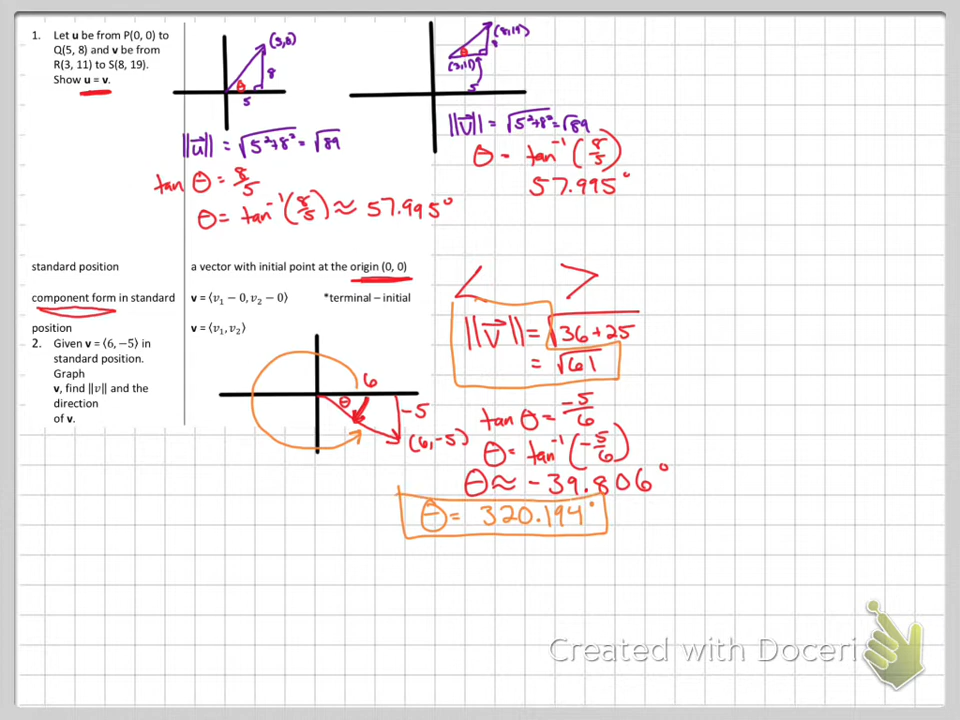 1. Let u be from P(0, 0) to
Q(5, 8) and v be from
R(3, 11) to S(8, 19).
Show u = v.
(5,8)
8
θ
5
||u|| = √5²+8² = √89
tan θ = 8/5
θ = tan⁻¹(8/5) ≈ 57.995°
(8,19)
8
θ
(3,11)
5
||v|| = √5²+8² = √89
θ = tan⁻¹(8/5)
57.995°
standard position
a vector with initial point at the origin (0, 0)
component form in standard
position
v = ⟨v₁ − 0, v₂ − 0⟩ *terminal – initial
v = ⟨v₁, v₂⟩
< >
2. Given v = ⟨6, −5⟩ in
standard position.
Graph
v, find ||v|| and the
direction
of v.
6
θ
-5
(6,-5)
||v|| = √36+25
= √61
tan θ = -5/6
θ = tan⁻¹(-5/6)
θ ≈ -39.806°
θ = 320.194°
Created with Doceri